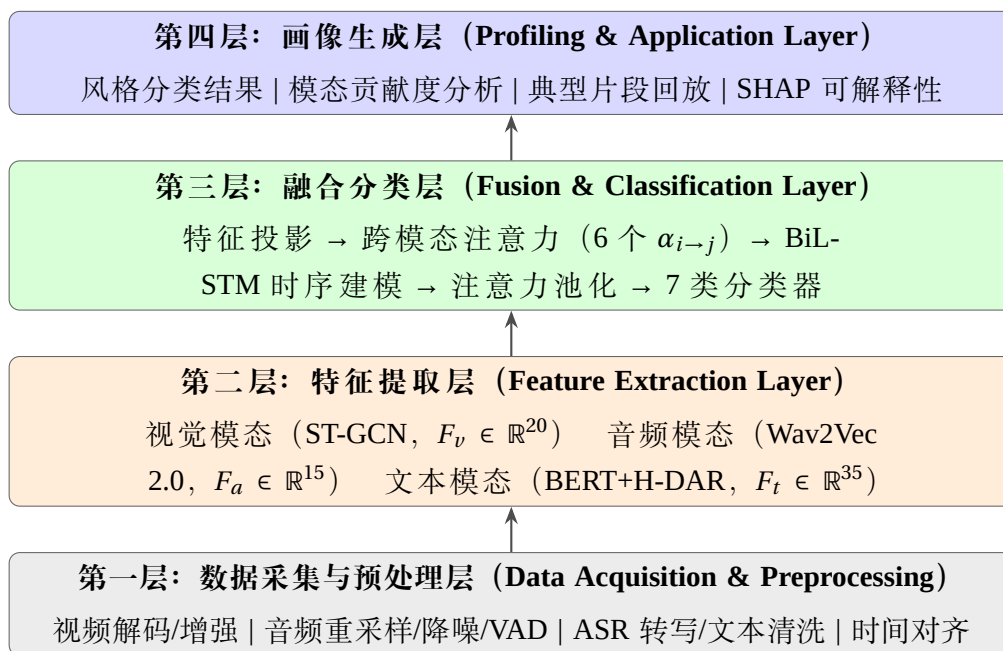 第四层：画像生成层（Profiling & Application Layer）
风格分类结果 | 模态贡献度分析 | 典型片段回放 | SHAP 可解释性
第三层：融合分类层（Fusion & Classification Layer）
特征投影 → 跨模态注意力（6 个 α_{i→j}）→ BiL-
STM 时序建模 → 注意力池化 → 7 类分类器
第二层：特征提取层（Feature Extraction Layer）
视觉模态（ST-GCN，F_v ∈ ℝ^{20}） 音频模态（Wav2Vec
2.0，F_a ∈ ℝ^{15}） 文本模态（BERT+H-DAR，F_t ∈ ℝ^{35}）
第一层：数据采集与预处理层（Data Acquisition & Preprocessing）
视频解码/增强 | 音频重采样/降噪/VAD | ASR 转写/文本清洗 | 时间对齐